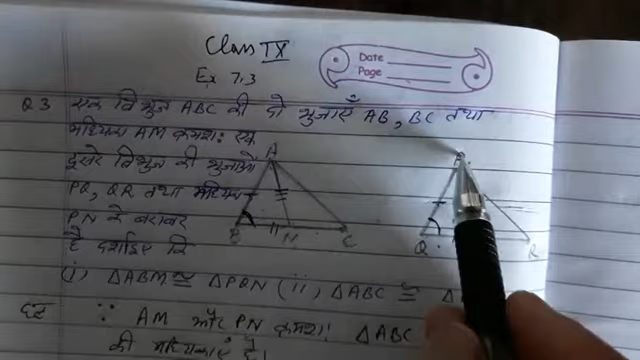 Class IX
Date
Page
Ex 7.3
Q 3 एक त्रिभुज ABC की दो भुजाएँ AB, BC तथा
माध्यिका AM क्रमशः एक
दूसरे त्रिभुज की भुजाओं
PQ, QR तथा माध्यिका
PN के बराबर
है दर्शाइए कि
A
B
C
Q
R
(i) ΔABM ≅ ΔPQN (ii) ΔABC ≅ Δ
हल ∵ AM और PN क्रमशः ΔABC
की माध्यिकाएं हैं।